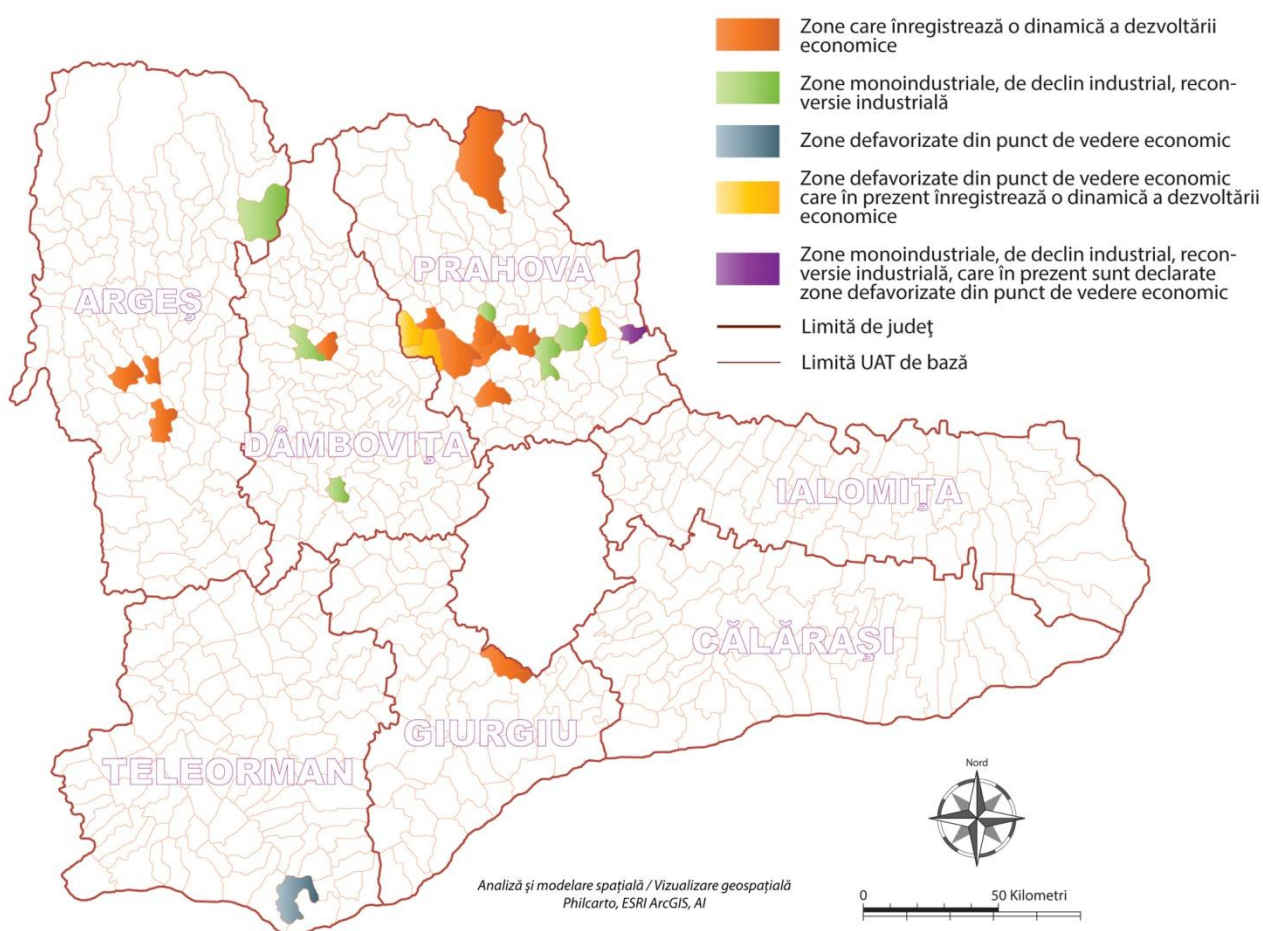 Zone care înregistrează o dinamică a dezvoltării
economice
Zone monoindustriale, de declin industrial, recon-
versie industrială
Zone defavorizate din punct de vedere economic
Zone defavorizate din punct de vedere economic
care în prezent înregistrează o dinamică a dezvoltării
economice
Zone monoindustriale, de declin industrial, recon-
versie industrială, care în prezent sunt declarate
zone defavorizate din punct de vedere economic
Limită de județ
Limită UAT de bază
PRAHOVA
ARGEŞ
DÂMBOVIŢA
IALOMIŢA
CĂLĂRAŞI
GIURGIU
TELEORMAN
Nord
Analiză și modelare spațială / Vizualizare geospațială
Philcarto, ESRI ArcGIS, AI
0 50 Kilometri